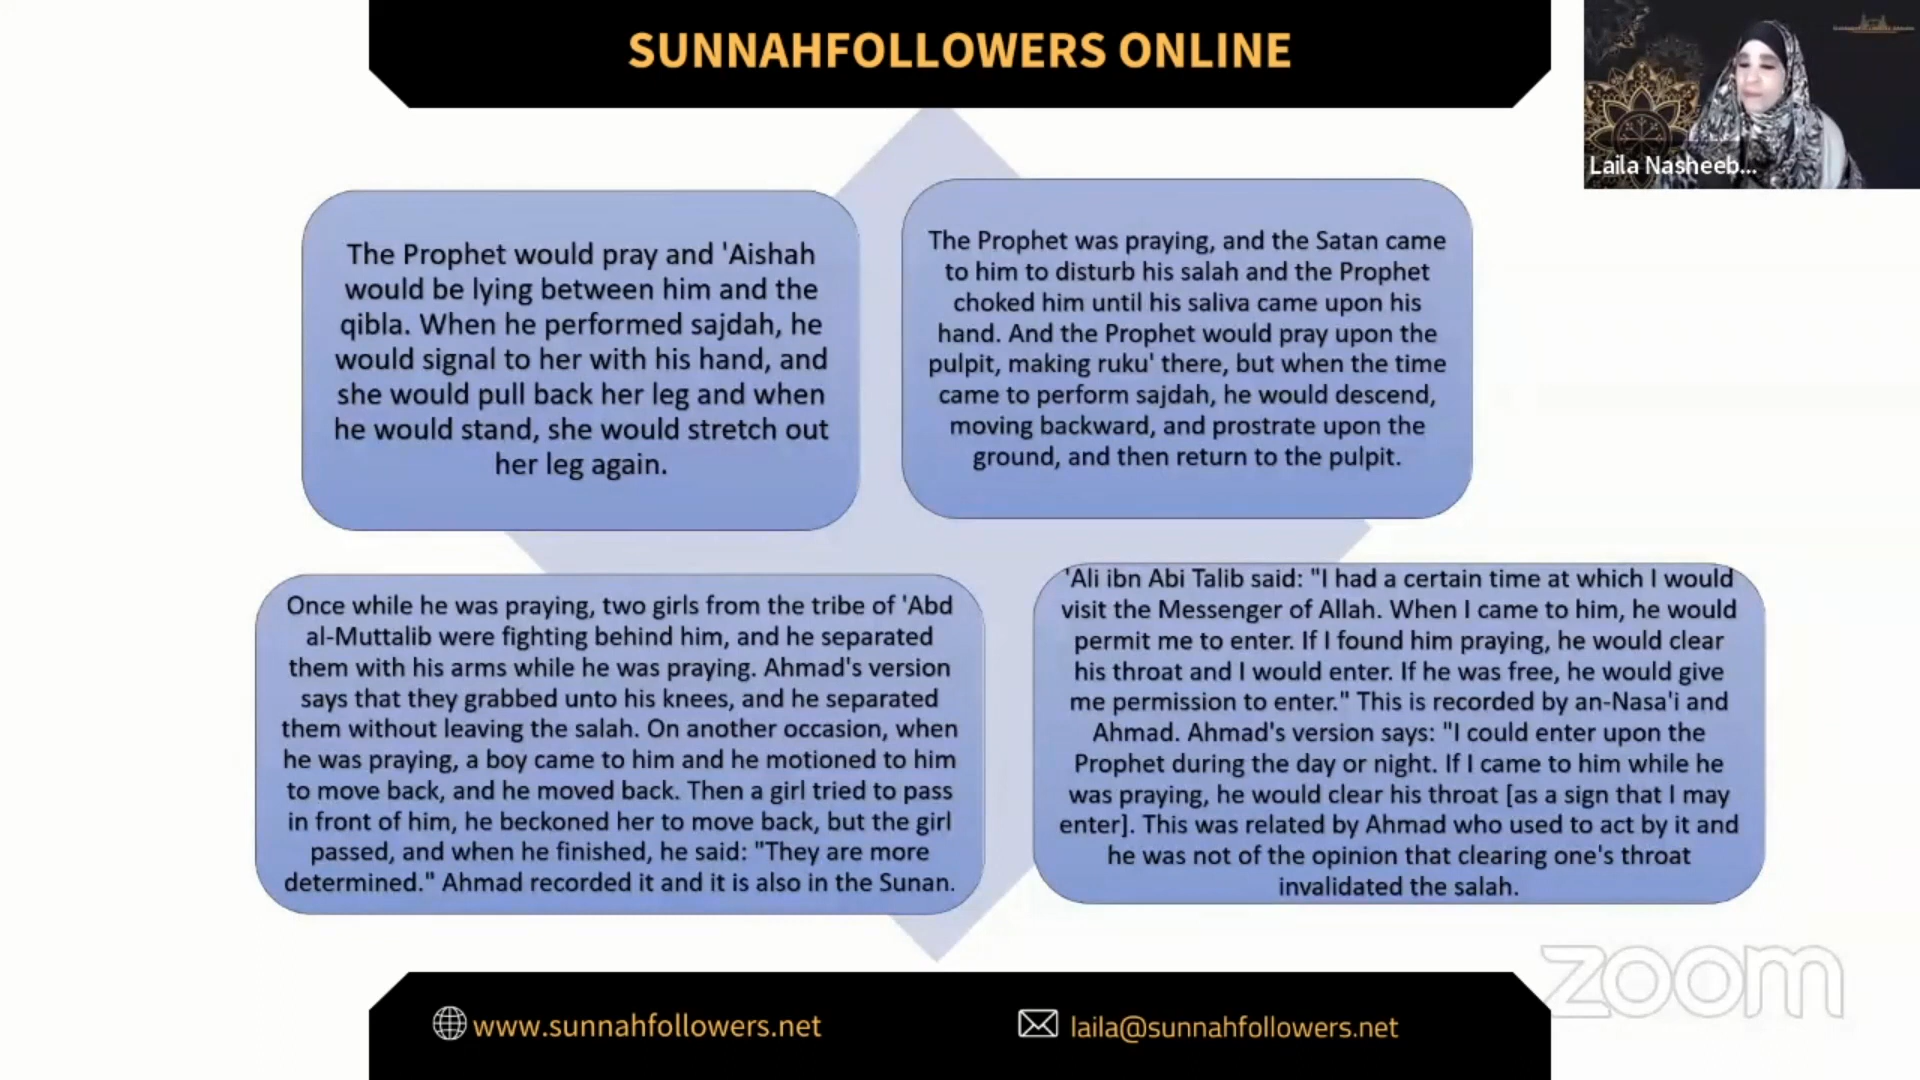 SUNNAHFOLLOWERS ONLINE
Laila Nasheeb...
The Prophet would pray and 'Aishah
would be lying between him and the
qibla. When he performed sajdah, he
would signal to her with his hand, and
she would pull back her leg and when
he would stand, she would stretch out
her leg again.
The Prophet was praying, and the Satan came
to him to disturb his salah and the Prophet
choked him until his saliva came upon his
hand. And the Prophet would pray upon the
pulpit, making ruku' there, but when the time
came to perform sajdah, he would descend,
moving backward, and prostrate upon the
ground, and then return to the pulpit.
Once while he was praying, two girls from the tribe of 'Abd
al-Muttalib were fighting behind him, and he separated
them with his arms while he was praying. Ahmad's version
says that they grabbed unto his knees, and he separated
them without leaving the salah. On another occasion, when
he was praying, a boy came to him and he motioned to him
to move back, and he moved back. Then a girl tried to pass
in front of him, he beckoned her to move back, but the girl
passed, and when he finished, he said: "They are more
determined." Ahmad recorded it and it is also in the Sunan.
'Ali ibn Abi Talib said: "I had a certain time at which I would
visit the Messenger of Allah. When I came to him, he would
permit me to enter. If I found him praying, he would clear
his throat and I would enter. If he was free, he would give
me permission to enter." This is recorded by an-Nasa'i and
Ahmad. Ahmad's version says: "I could enter upon the
Prophet during the day or night. If I came to him while he
was praying, he would clear his throat [as a sign that I may
enter]. This was related by Ahmad who used to act by it and
he was not of the opinion that clearing one's throat
invalidated the salah.
zoom
www.sunnahfollowers.net
laila@sunnahfollowers.net